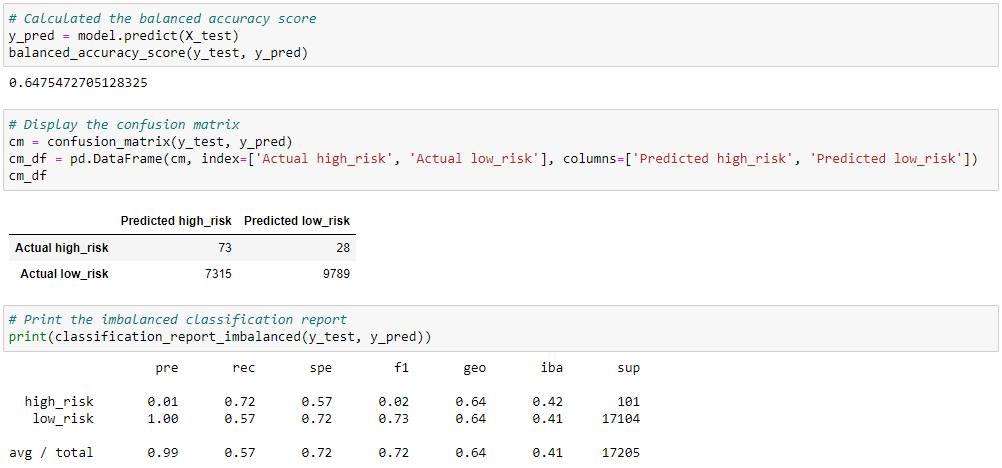 # Calculated the balanced accuracy score
y_pred = model.predict(X_test)
balanced_accuracy_score(y_test, y_pred)
0.6475472705128325
# Display the confusion matrix
cm = confusion_matrix(y_test, y_pred)
cm_df = pd.DataFrame(cm, index=['Actual high_risk', 'Actual low_risk'], columns=['Predicted high_risk', 'Predicted low_risk'])
cm_df
Predicted high_risk Predicted low_risk
Actual high_risk 73 28
Actual low_risk 7315 9789
# Print the imbalanced classification report
print(classification_report_imbalanced(y_test, y_pred))
pre rec spe f1 geo iba sup
high_risk 0.01 0.72 0.57 0.02 0.64 0.42 101
low_risk 1.00 0.57 0.72 0.73 0.64 0.41 17104
avg / total 0.99 0.57 0.72 0.72 0.64 0.41 17205